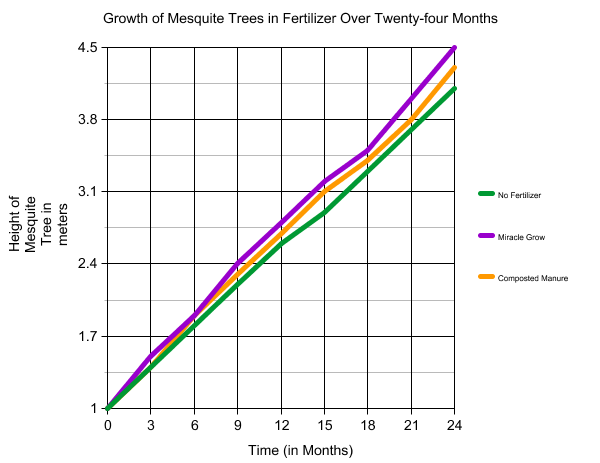 Growth of Mesquite Trees in Fertilizer Over Twenty-four Months
4.5
3.8
3.1
2.4
1.7
1
Height of
Mesquite
Tree in
meters
0 3 6 9 12 15 18 21 24
Time (in Months)
No Fertilizer
Miracle Grow
Composted Manure